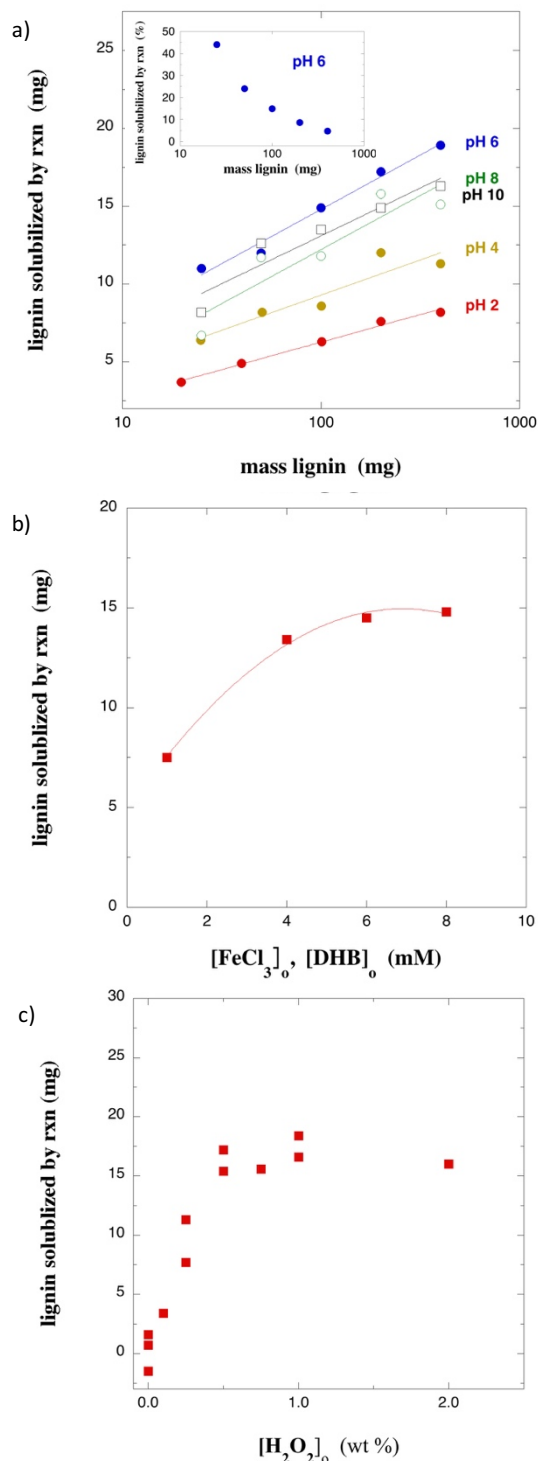 a)
lignin solubilized by rxn (mg)
25
20
15
10
5
lignin solubilized by rxn (%)
50
40
30
20
10
0
pH 6
10
100
1000
mass lignin (mg)
pH 6
pH 8
pH 10
pH 4
pH 2
10
100
1000
mass lignin (mg)
b)
lignin solublized by rxn (mg)
20
15
10
5
0
0
2
4
6
8
10
[FeCl3]o, [DHB]o (mM)
c)
lignin solublized by rxn (mg)
30
25
20
15
10
5
0
0.0
1.0
2.0
[H2O2]o (wt %)